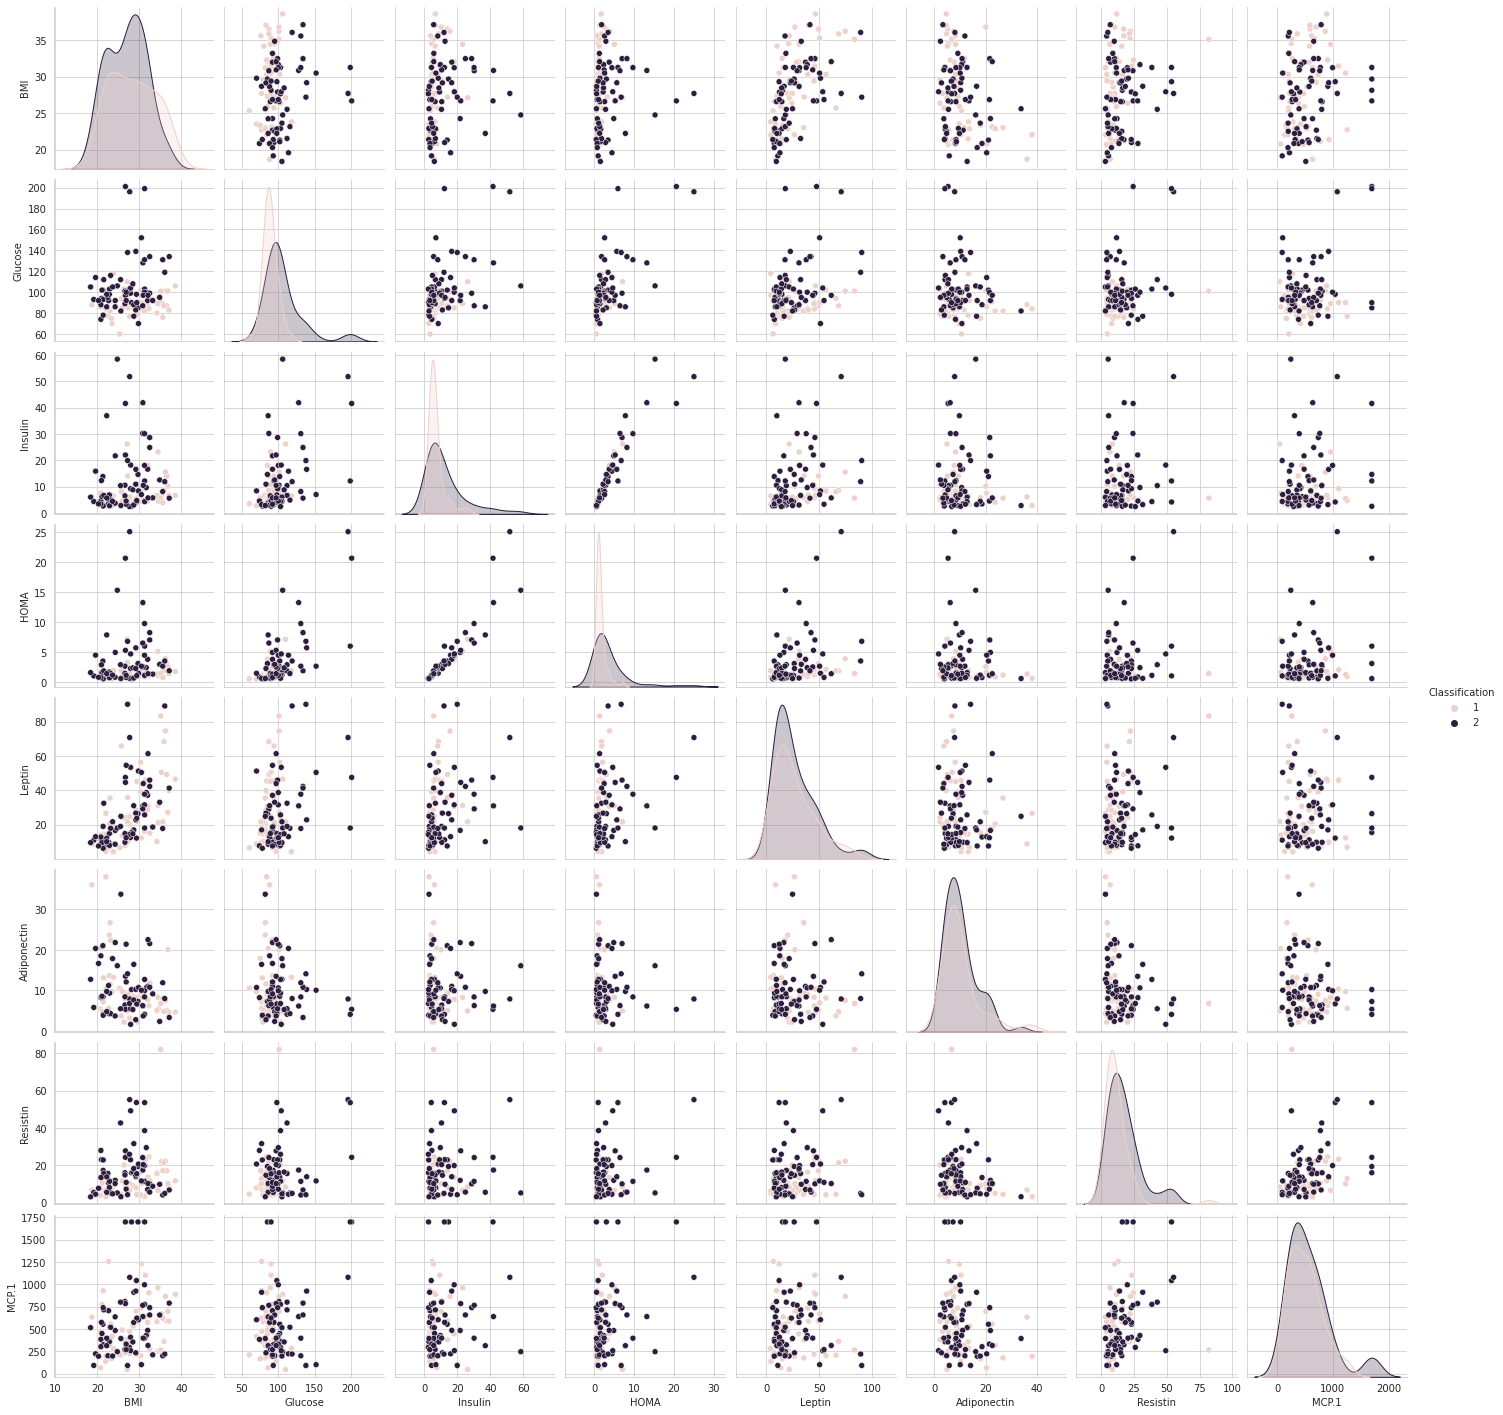 35
30
25
20
BMI
200
180
160
140
120
100
80
60
Glucose
60
50
40
30
20
10
0
Insulin
25
20
15
10
5
0
HOMA
Classification
1
2
80
60
40
20
Leptin
30
20
10
0
Adiponectin
80
60
40
20
0
Resistin
1750
1500
1250
1000
750
500
250
0
MCP.1
10 20 30 40
50 100 150 200
0 20 40 60
0 10 20 30
0 50 100
0 20 40
0 25 50 75 100
0 1000 2000
BMI Glucose Insulin HOMA Leptin Adiponectin Resistin MCP.1